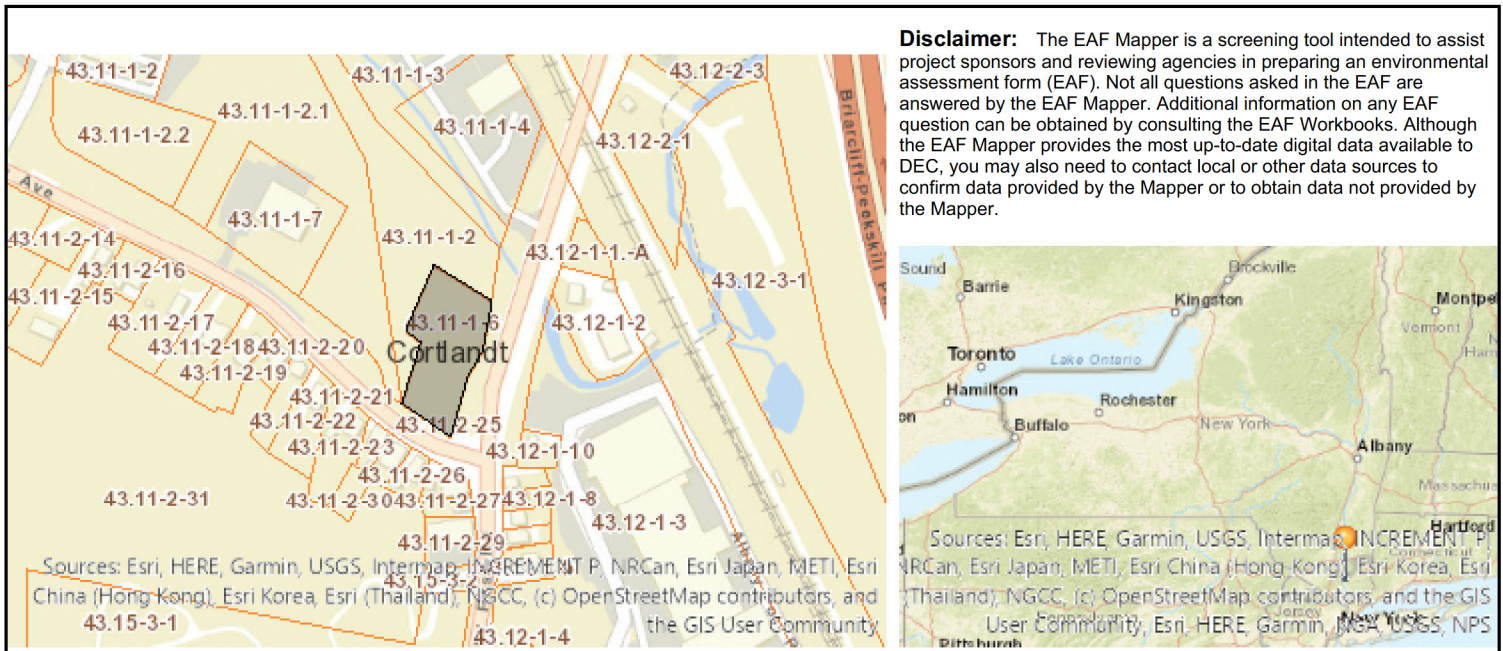 Disclaimer: The EAF Mapper is a screening tool intended to assist
project sponsors and reviewing agencies in preparing an environmental
assessment form (EAF). Not all questions asked in the EAF are
answered by the EAF Mapper. Additional information on any EAF
question can be obtained by consulting the EAF Workbooks. Although
the EAF Mapper provides the most up-to-date digital data available to
DEC, you may also need to contact local or other data sources to
confirm data provided by the Mapper or to obtain data not provided by
the Mapper.
43.11-1-2
43.11-1-3
43.12-2-3
43.11-1-2.1
43.11-1-2.2
43.11-1-4
43.12-2-1
Briarcliff-Peekskill
Ave
43.11-1-7
43.11-1-2
43.11-2-14
43.12-1-1.-A
43.11-2-16
43.12-3-1
43.11-2-15
43.11-2-17
43.11-1-6
43.12-1-2
43.11-2-18
43.11-2-20
Cortlandt
43.11-2-19
43.11-2-21
43.11-2-22
43.11-2-25
43.11-2-23
43.12-1-10
43.11-2-26
43.11-2-31
43.11-2-30
43.11-2-27
43.12-1-8
43.12-1-3
43.11-2-29
43.15-3-2
43.15-3-1
43.12-1-4
Sources: Esri, HERE, Garmin, USGS, Intermap, INCREMENT P, NRCan, Esri Japan, METI, Esri
China (Hong Kong), Esri Korea, Esri (Thailand), NGCC, (c) OpenStreetMap contributors, and
the GIS User Community
Sound
Barrie
Brockville
Kingston
Montpel
Vermont
Toronto
Lake Ontario
Ham
Hamilton
Rochester
on
Buffalo
New York
Albany
Massachus
Hartford
Connecticut
Sources: Esri, HERE, Garmin, USGS, Intermap, INCREMENT P,
NRCan, Esri Japan, METI, Esri China (Hong Kong), Esri Korea, Esri
(Thailand), NGCC, (c) OpenStreetMap contributors, and the GIS
User Community, Esri, HERE, Garmin, NGA, USGS, NPS
Pennsylvania
Jersey
New York
Pittsburgh